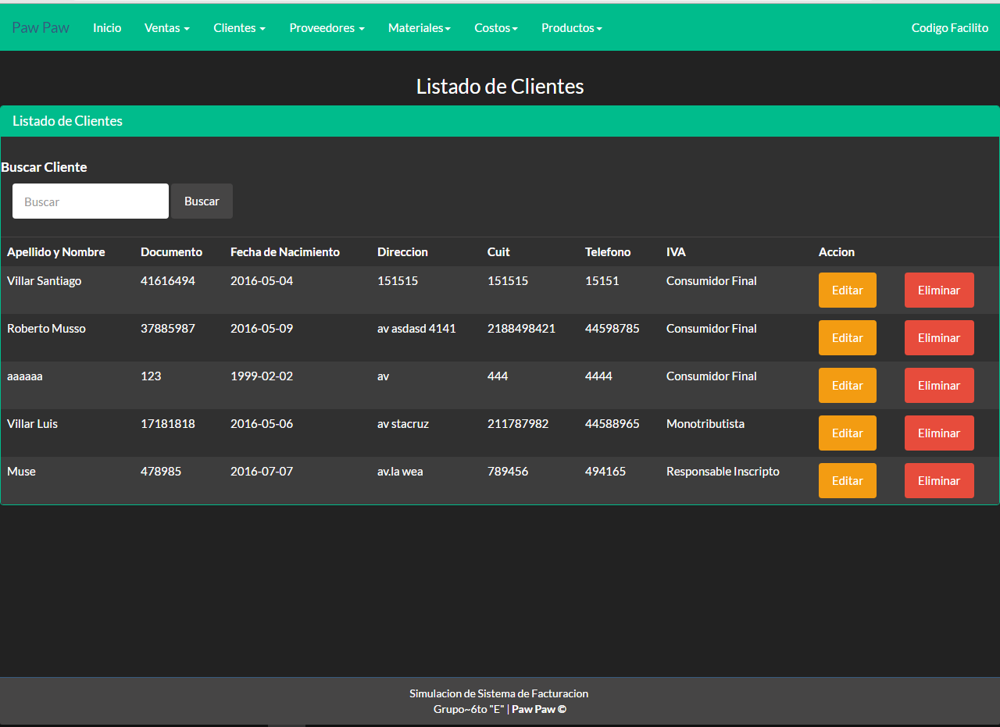 Paw Paw Inicio Ventas Clientes Proveedores Materiales Costos Productos Codigo Facilito
Listado de Clientes
Listado de Clientes
Buscar Cliente
Buscar Buscar
Apellido y Nombre Documento Fecha de Nacimiento Direccion Cuit Telefono IVA Accion
Villar Santiago 41616494 2016-05-04 151515 151515 15151 Consumidor Final Editar Eliminar
Roberto Musso 37885987 2016-05-09 av asdasd 4141 2188498421 44598785 Consumidor Final Editar Eliminar
aaaaaa 123 1999-02-02 av 444 4444 Consumidor Final Editar Eliminar
Villar Luis 17181818 2016-05-06 av stacruz 211787982 44588965 Monotributista Editar Eliminar
Muse 478985 2016-07-07 av.la wea 789456 494165 Responsable Inscripto Editar Eliminar
Simulacion de Sistema de Facturacion
Grupo~6to "E" | Paw Paw ©